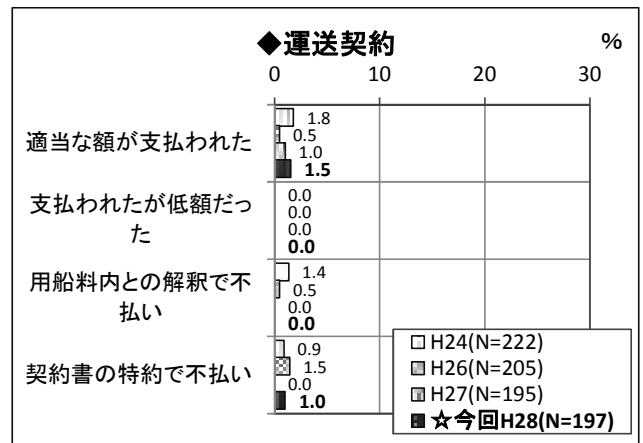 ◆運送契約 %
0 10 20 30
適当な額が支払われた
1.8
0.5
1.0
1.5
支払われたが低額だっ
た
0.0
0.0
0.0
0.0
用船料内との解釈で不
払い
1.4
0.5
0.0
0.0
契約書の特約で不払い
0.9
1.5
0.0
1.0
H24(N=222)
H26(N=205)
H27(N=195)
☆今回H28(N=197)